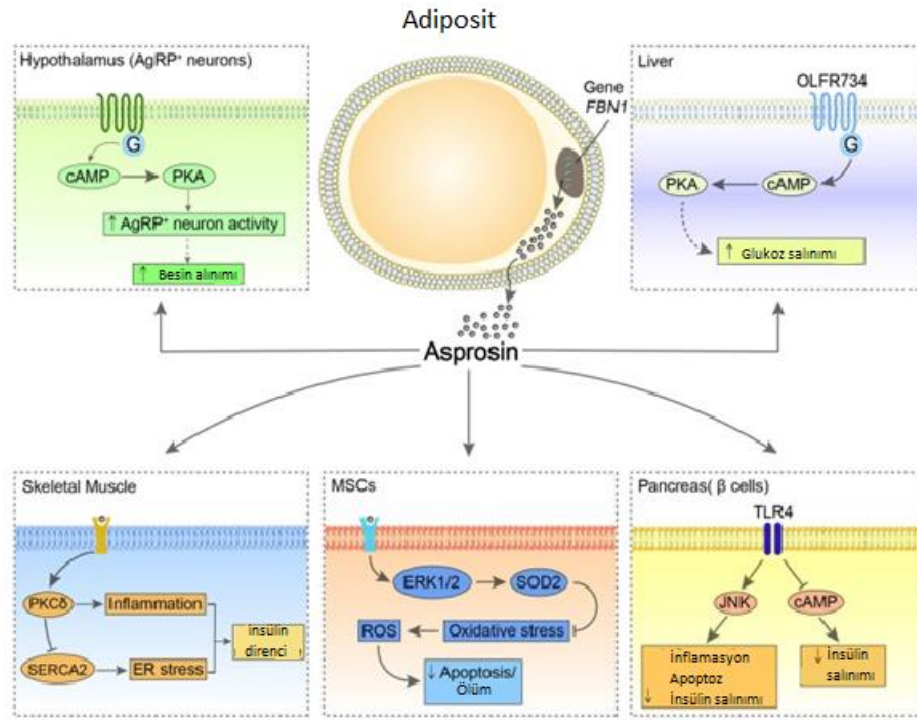 Adiposit
Hypothalamus (AgRP⁺ neurons)
G
cAMP
PKA
↑ AgRP⁺ neuron activity
↑ Besin alınımı
Gene
FBN1
Liver
OLFR734
G
PKA
cAMP
↑ Glukoz salınımı
Asprosin
Skeletal Muscle
PKCδ
Inflammation
SERCA2
ER stress
insülin
direnci
MSCs
ERK1/2
SOD2
ROS
Oxidative stress
↓ Apoptosis/
Ölüm
Pancreas( β cells)
TLR4
JNK
cAMP
İnflamasyon
Apoptoz
↓ İnsülin salınımı
↓ İnsülin
salınımı